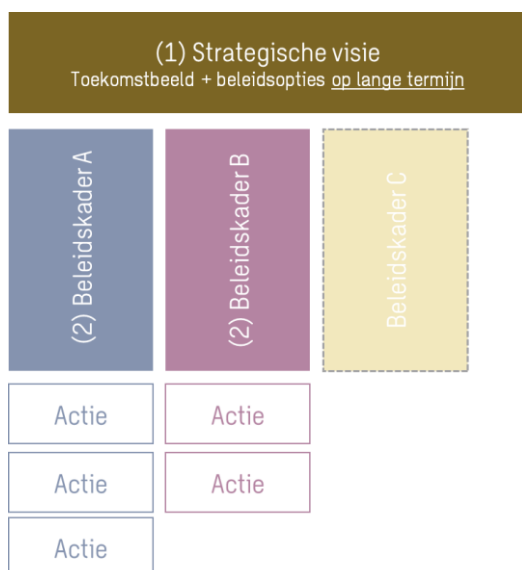 (1) Strategische visie
Toekomstbeeld + beleidsopties op lange termijn
(2) Beleidskader A
(2) Beleidskader B
Beleidskader C
Actie
Actie
Actie
Actie
Actie